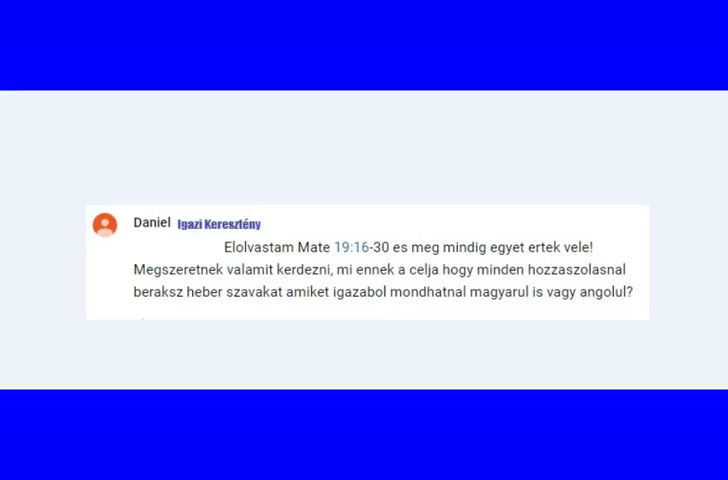 Daniel Igazi Keresztény
Elolvastam Mate 19:16-30 es meg mindig egyet ertek vele!
Megszeretnek valamit kerdezni, mi ennek a celja hogy minden hozzaszolasnal
beraksz heber szavakat amiket igazabol mondhatnal magyarul is vagy angolul?